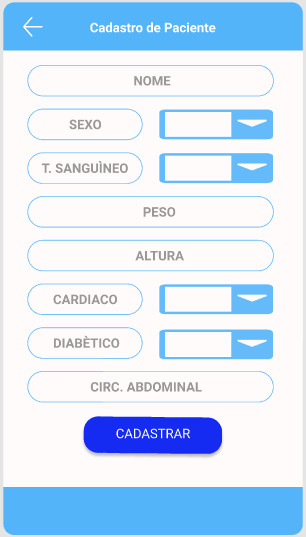 Cadastro de Paciente
NOME
SEXO
T. SANGUÌNEO
PESO
ALTURA
CARDIACO
DIABÈTICO
CIRC. ABDOMINAL
CADASTRAR